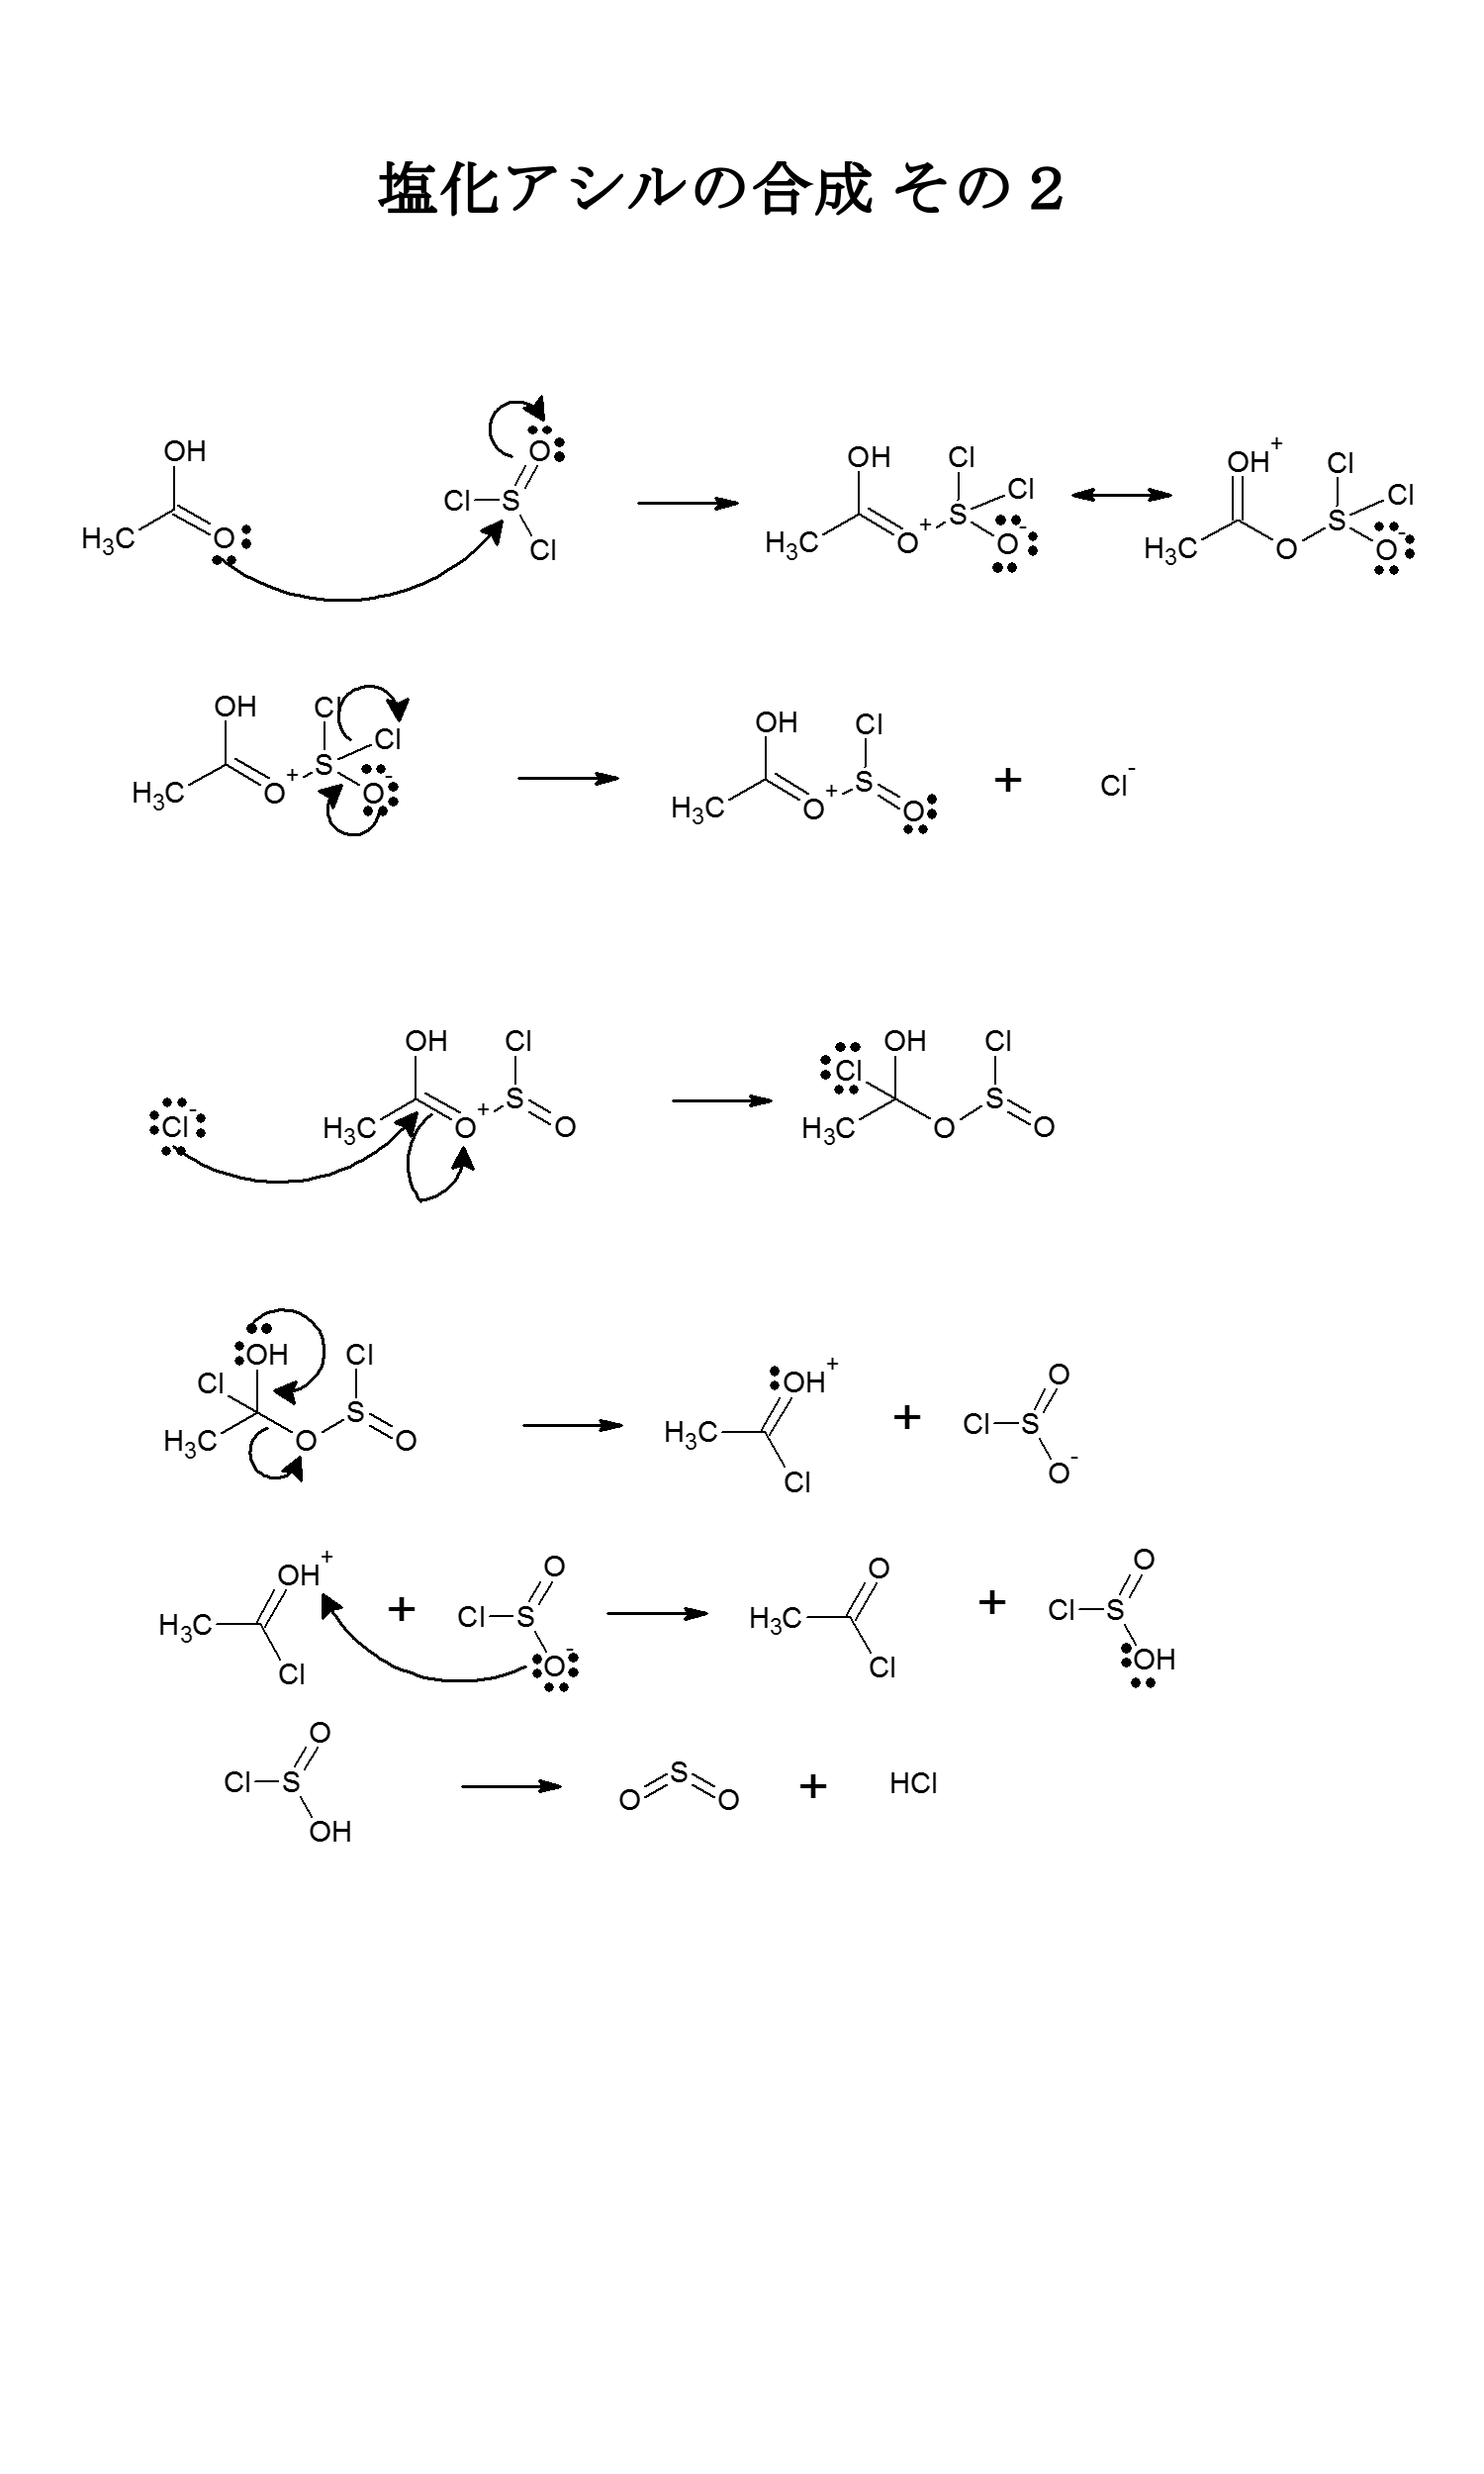 塩化アシルの合成 その２
OH H₃C O Cl S O Cl OH H₃C O + S Cl Cl O - OH + H₃C O S Cl Cl O -
OH H₃C O + S Cl Cl O - OH H₃C O + S Cl O + Cl -
Cl - OH H₃C O + S Cl O Cl OH H₃C O S Cl O
OH Cl H₃C O S Cl O OH + H₃C Cl + O Cl S O -
OH + H₃C Cl + O Cl S O - O H₃C Cl + O Cl S OH
O Cl S OH O S O + HCl